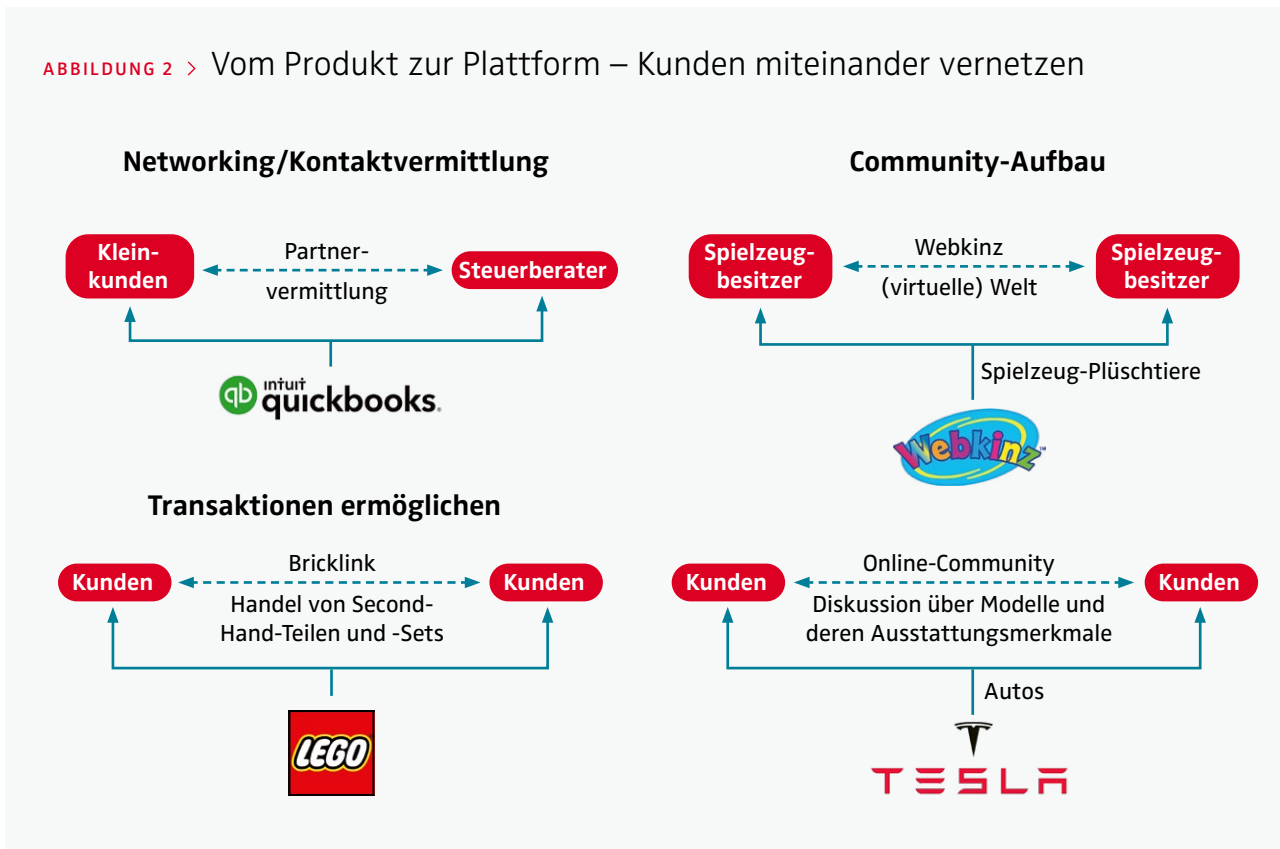 ABBILDUNG 2 > Vom Produkt zur Plattform – Kunden miteinander vernetzen
Networking/Kontaktvermittlung
Klein-
kunden
Partner-
vermittlung
Steuerberater
intuit
qb quickbooks.
Community-Aufbau
Spielzeug-
besitzer
Webkinz
(virtuelle) Welt
Spielzeug-
besitzer
Spielzeug-Plüschtiere
Webkinz™
Transaktionen ermöglichen
Kunden
Bricklink
Handel von Second-
Hand-Teilen und -Sets
Kunden
LEGO
Kunden
Online-Community
Diskussion über Modelle und
deren Ausstattungsmerkmale
Kunden
Autos
TESLA